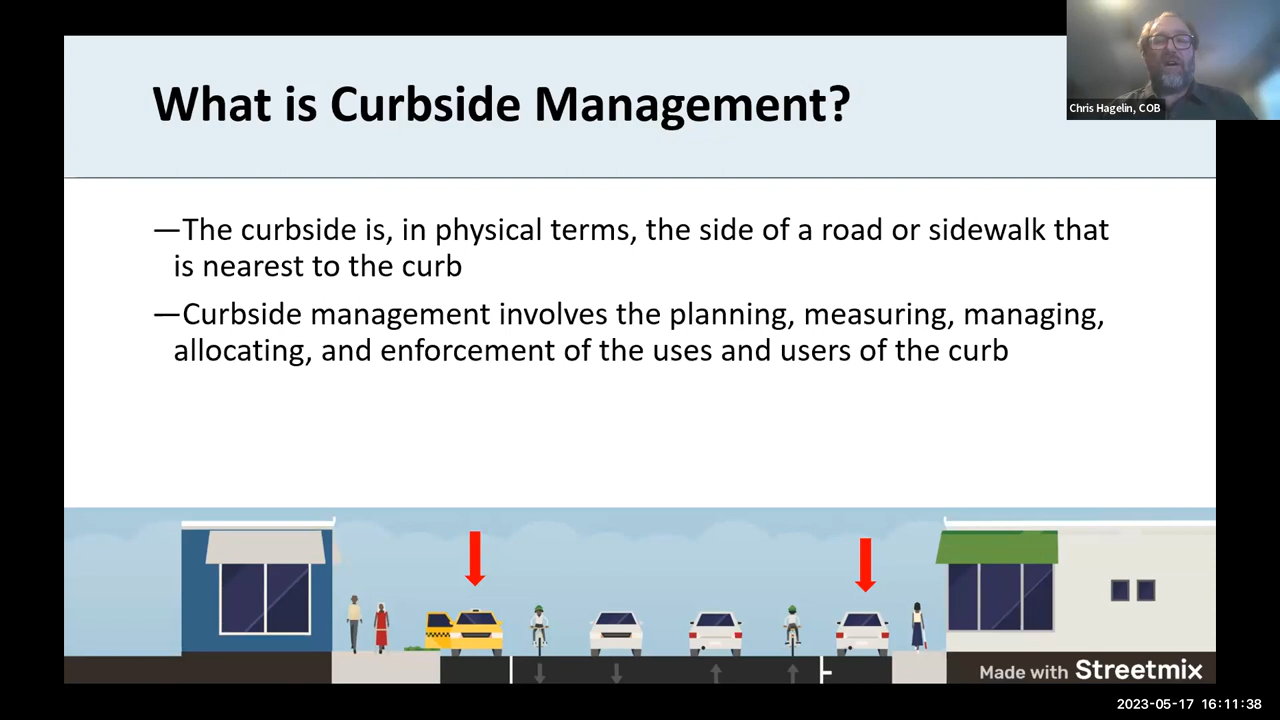 What is Curbside Management?
Chris Hagelin, COB
—The curbside is, in physical terms, the side of a road or sidewalk that
is nearest to the curb
—Curbside management involves the planning, measuring, managing,
allocating, and enforcement of the uses and users of the curb
Made with Streetmix
2023-05-17 16:11:38